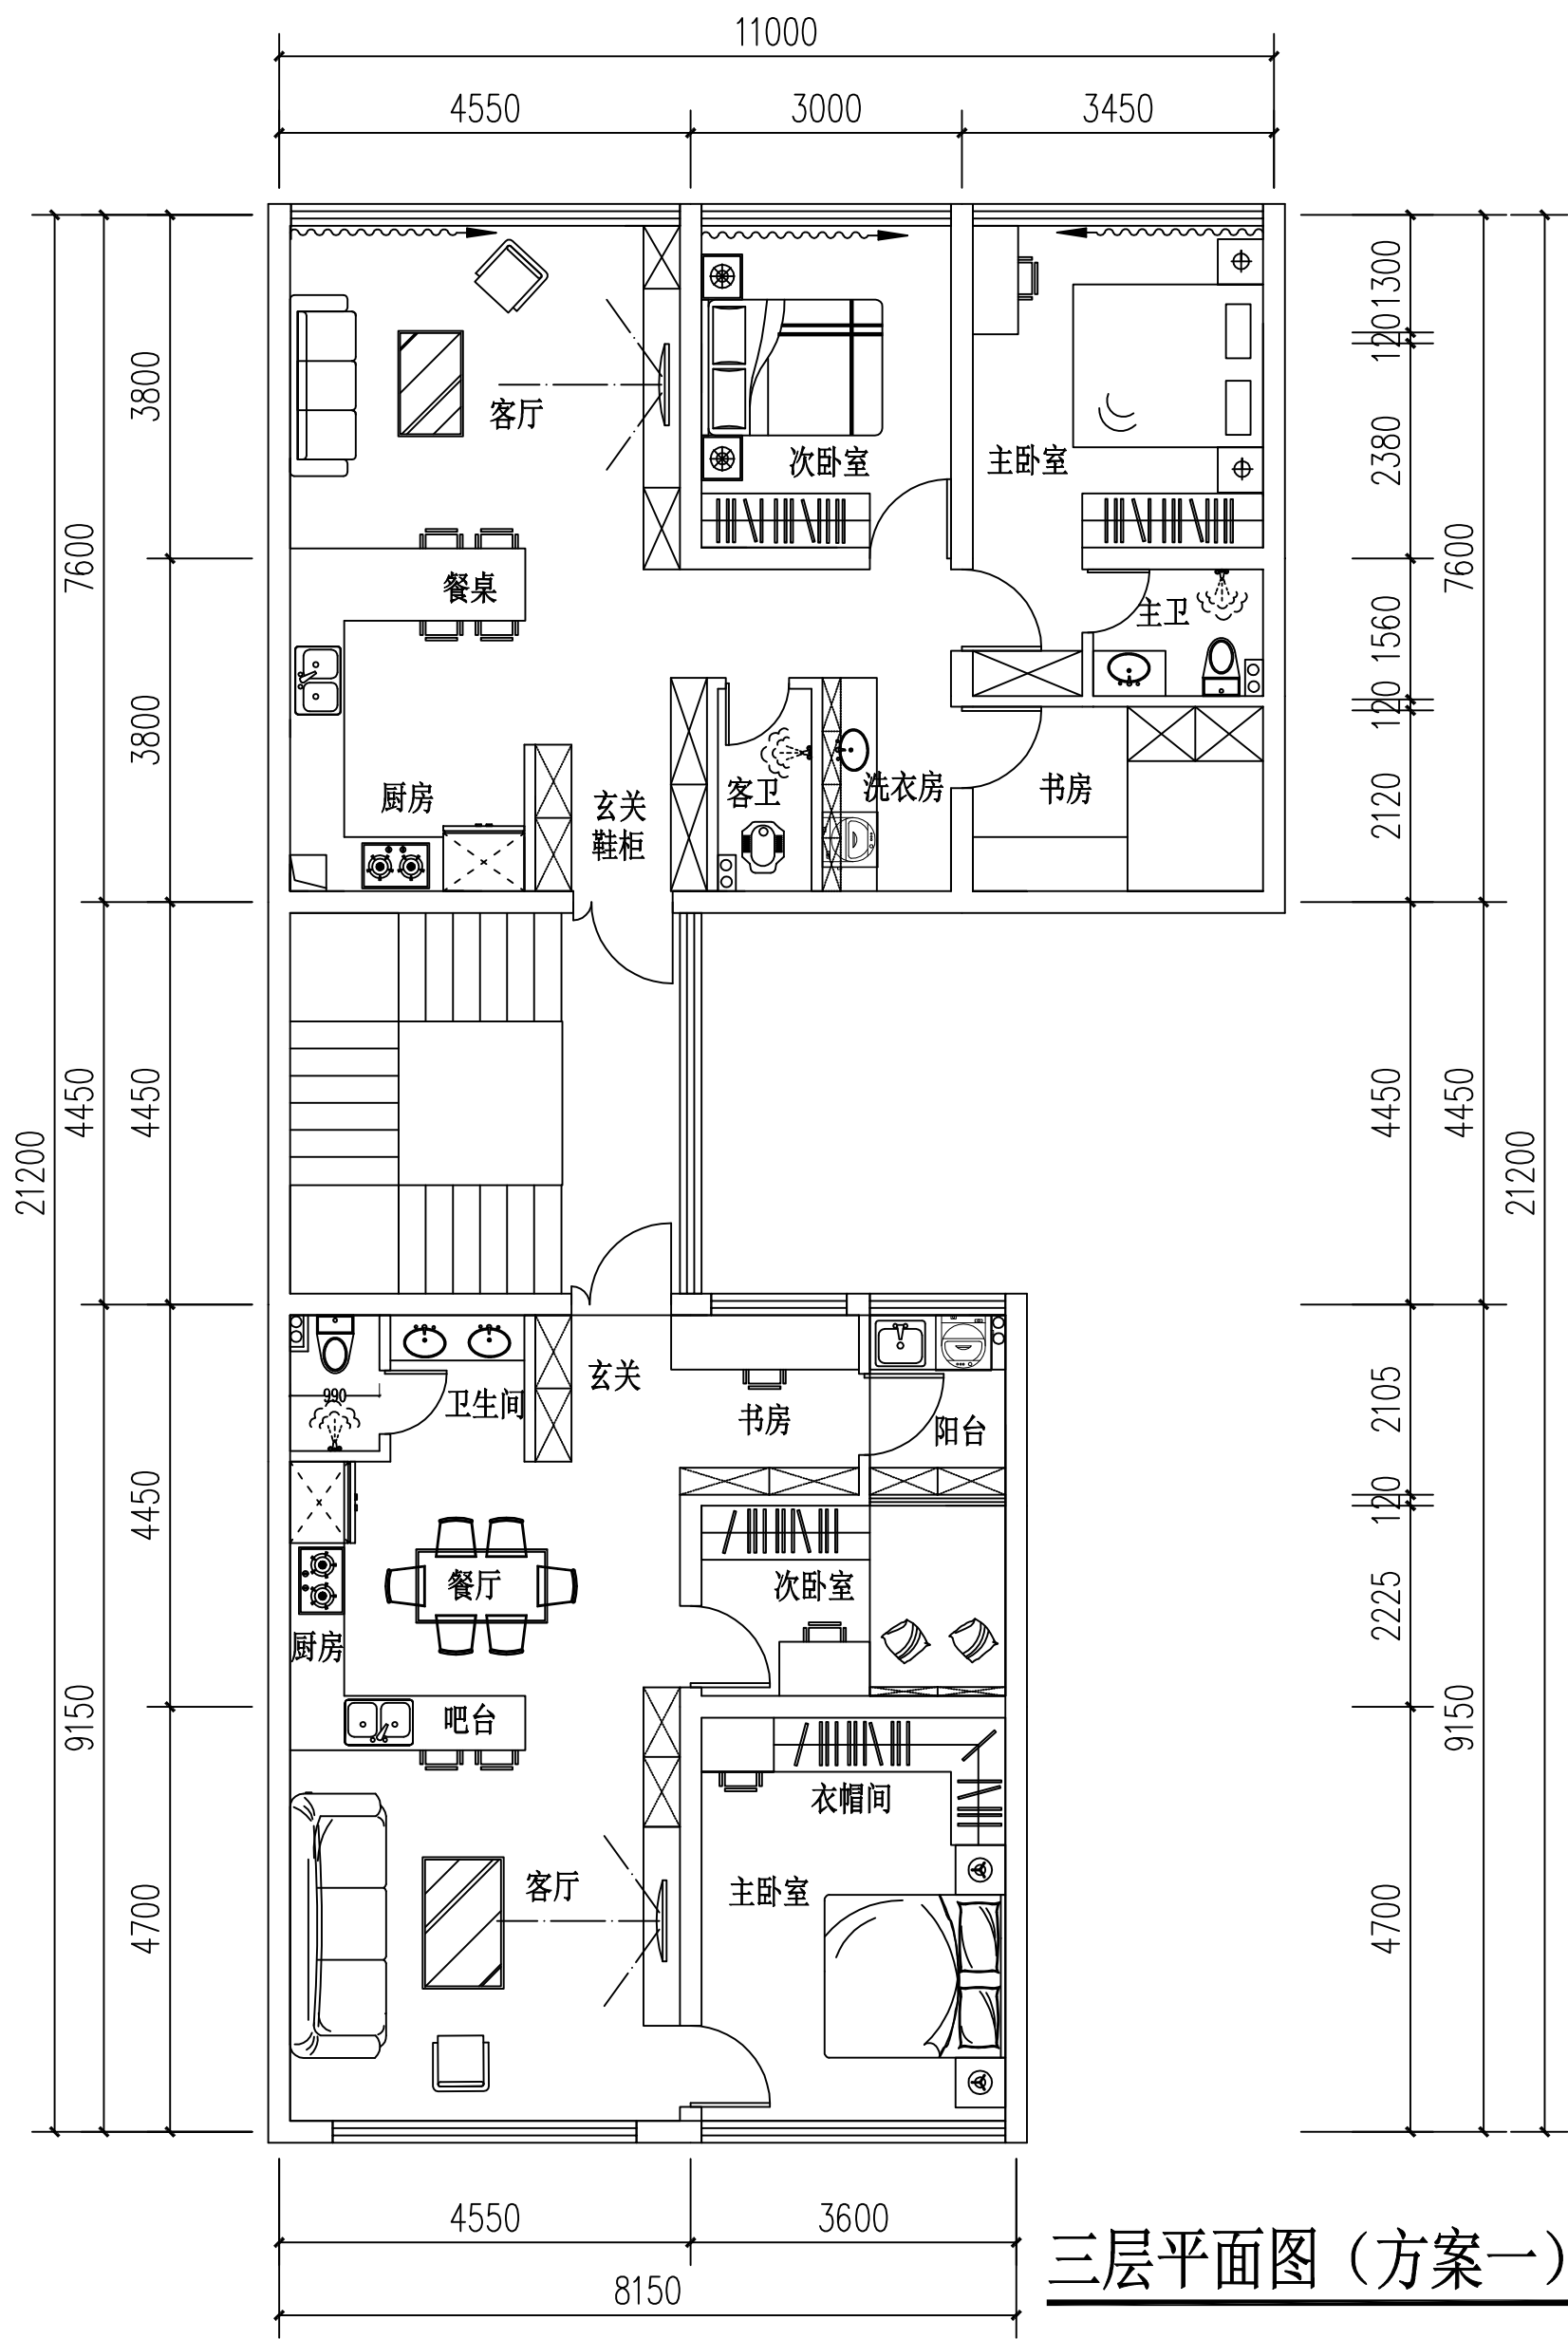 11000
4550
3000
3450
客厅
次卧室
主卧室
餐桌
主卫
厨房
玄关
鞋柜
客卫
洗衣房
书房
卫生间
990
玄关
书房
阳台
餐厅
次卧室
厨房
吧台
衣帽间
客厅
主卧室
21200
7600
4450
9150
3800
3800
4450
4450
4700
1300
120
2380
1560
120
2120
4450
2105
120
2225
4700
7600
4450
9150
21200
4550
3600
8150
三层平面图（方案一）